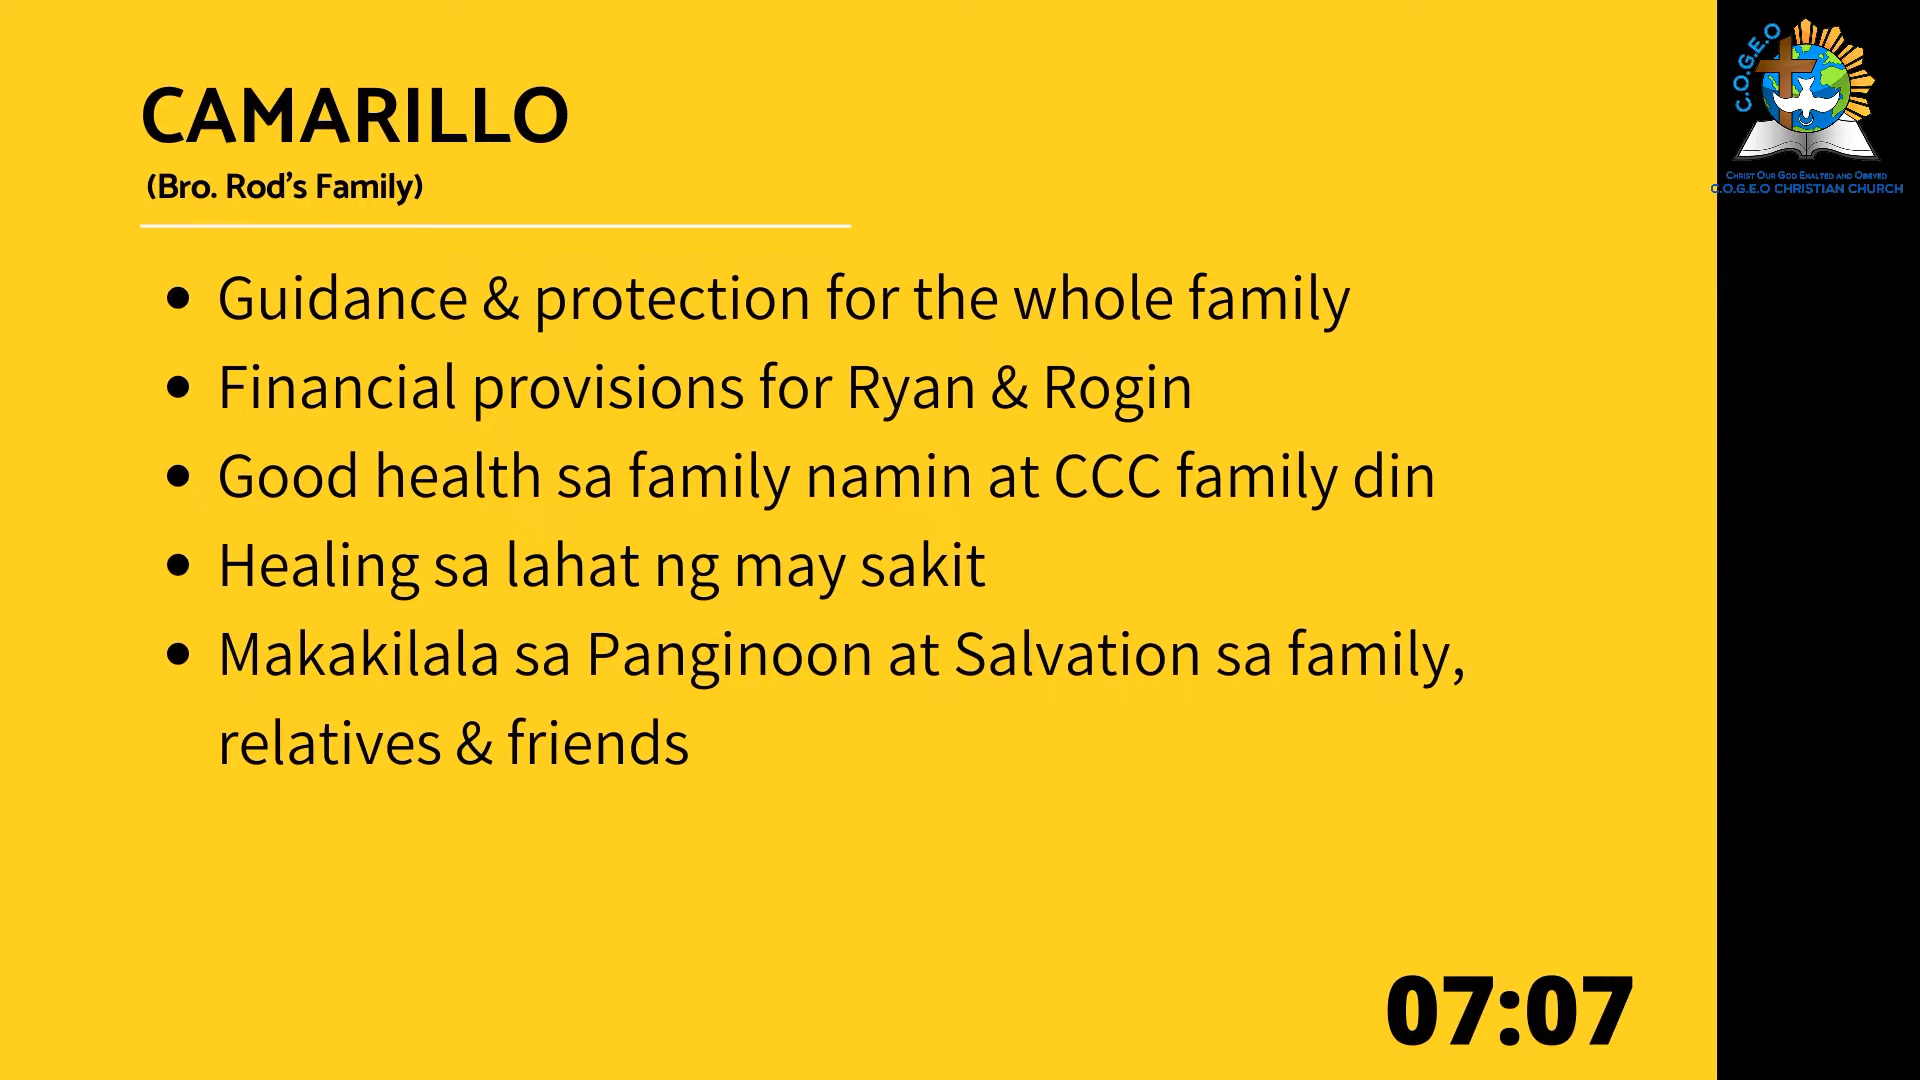 CAMARILLO
(Bro. Rod's Family)
• Guidance & protection for the whole family
• Financial provisions for Ryan & Rogin
• Good health sa family namin at CCC family din
• Healing sa lahat ng may sakit
• Makakilala sa Panginoon at Salvation sa family,
relatives & friends
07:07
C.O.G.E.O
CHRIST OUR GOD EXALTED AND OBEYED
C.O.G.E.O CHRISTIAN CHURCH